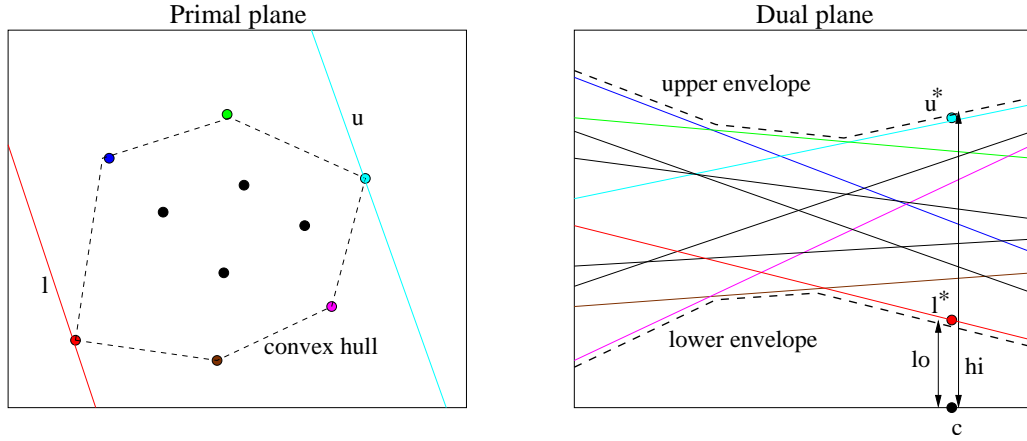 Primal plane
u
l
convex hull
Dual plane
upper envelope
u*
l*
lower envelope
lo
hi
c